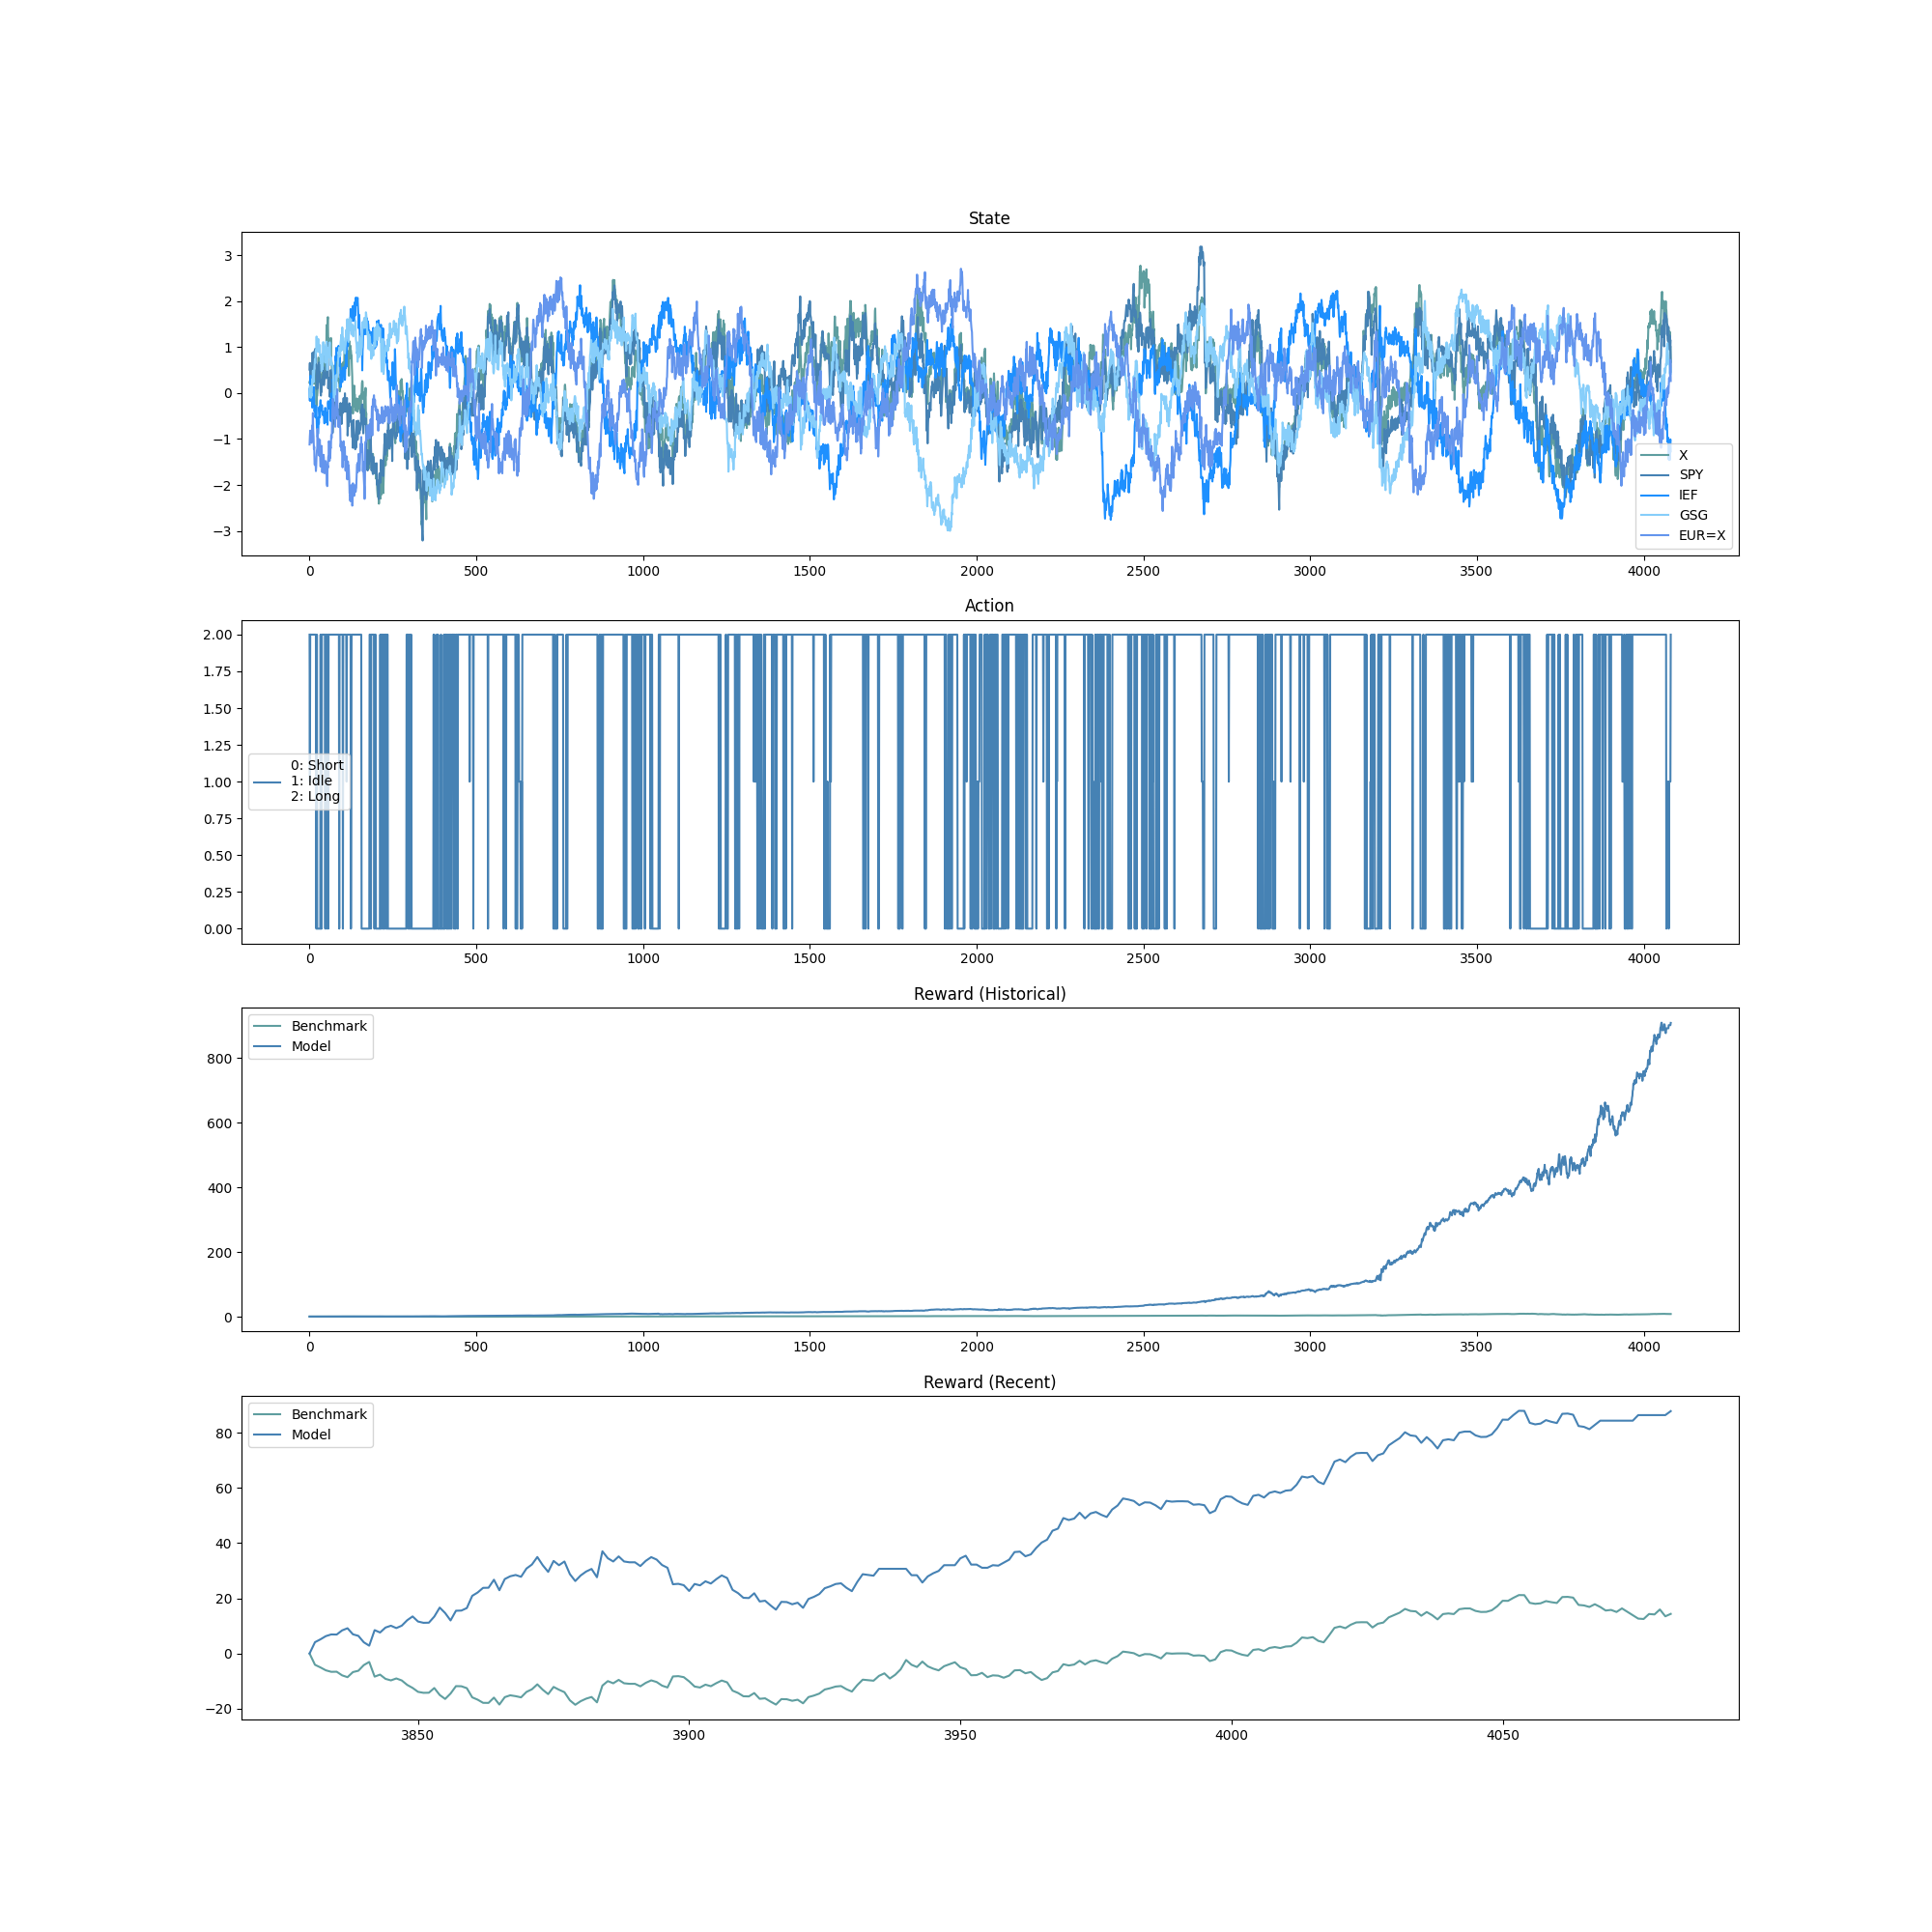 State
3
2
1
0
−1
−2
−3
X
SPY
IEF
GSG
EUR=X
0 500 1000 1500 2000 2500 3000 3500 4000
Action
2.00
1.75
1.50
1.25
1.00
0.75
0.50
0.25
0.00
0: Short
1: Idle
2: Long
0 500 1000 1500 2000 2500 3000 3500 4000
Reward (Historical)
Benchmark
Model
800
600
400
200
0
0 500 1000 1500 2000 2500 3000 3500 4000
Reward (Recent)
Benchmark
Model
80
60
40
20
0
−20
3850 3900 3950 4000 4050